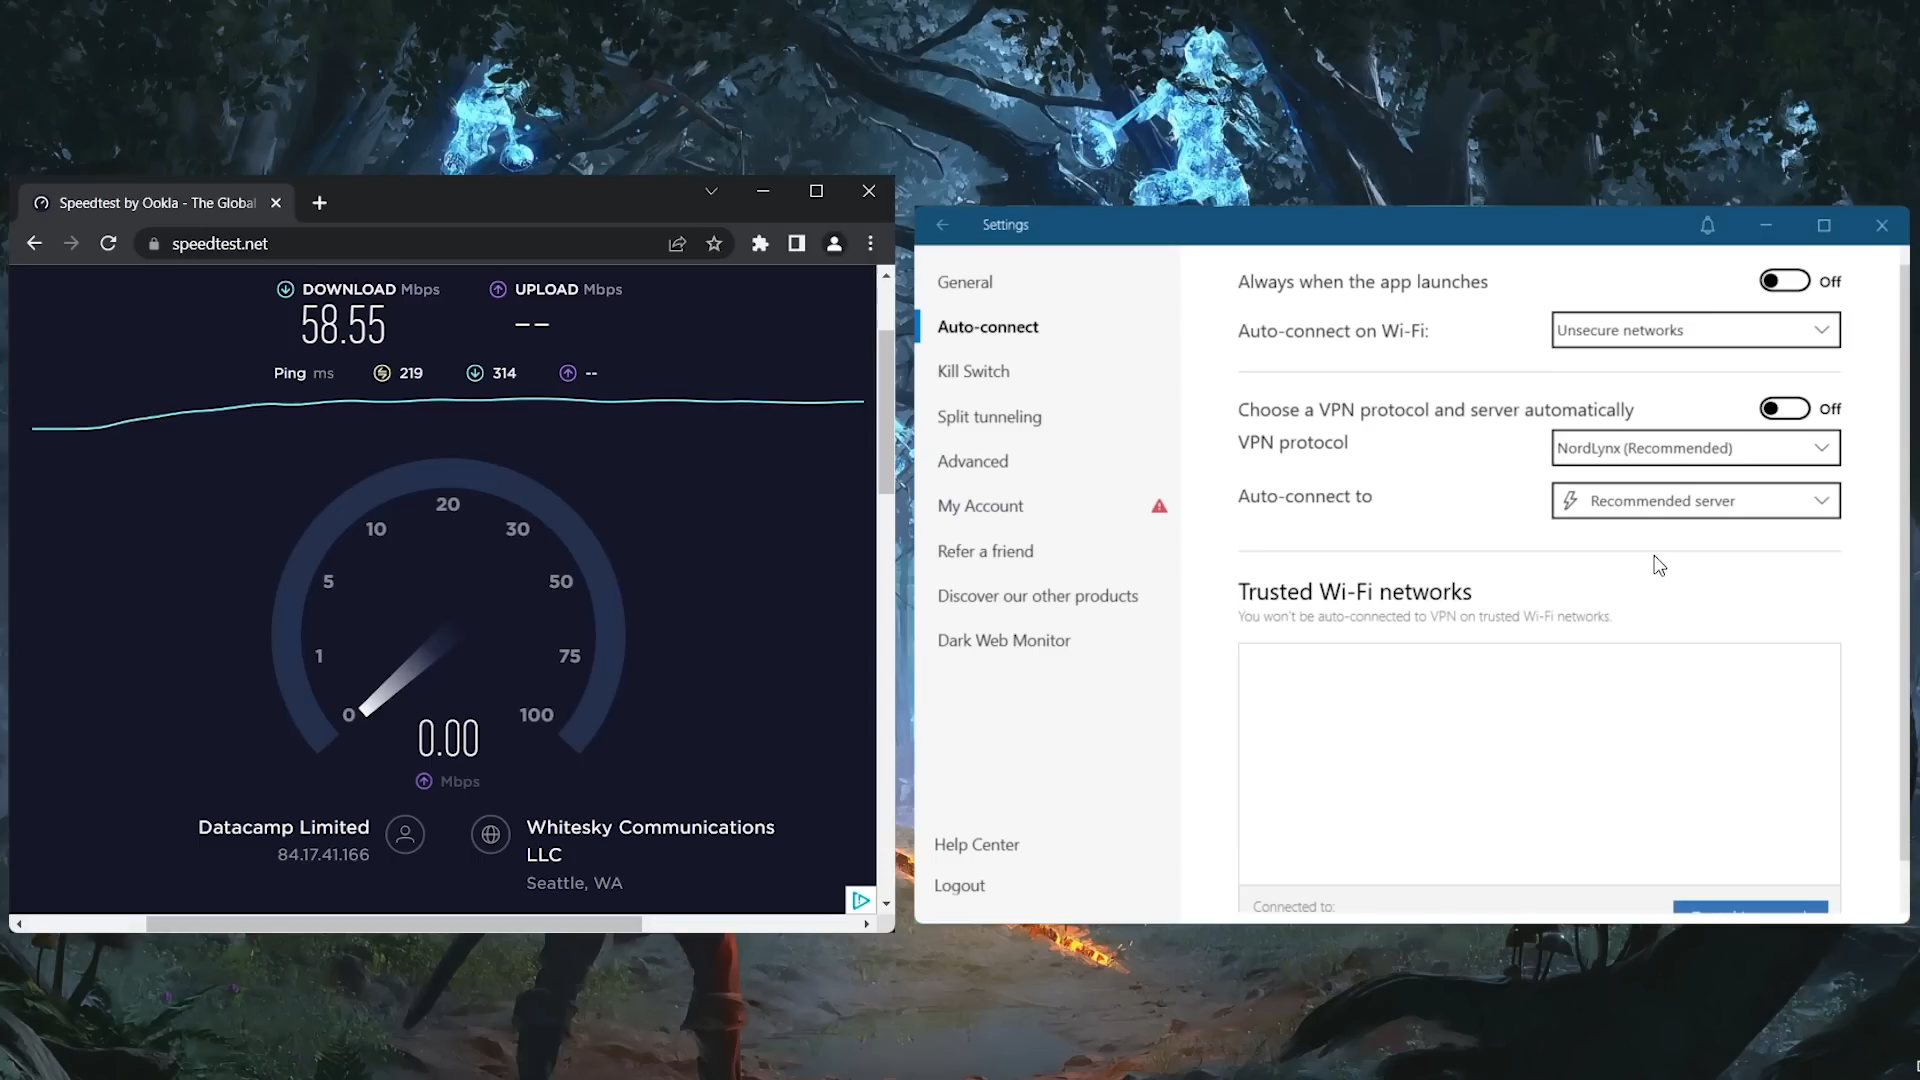 Speedtest by Ookla - The Global
speedtest.net
DOWNLOAD Mbps
58.55
UPLOAD Mbps
--
Ping ms 219 314 --
20
10
30
5
50
1
75
0
100
0.00
Mbps
Datacamp Limited
84.17.41.166
Whitesky Communications
LLC
Seattle, WA
Settings
General
Auto-connect
Kill Switch
Split tunneling
Advanced
My Account
Refer a friend
Discover our other products
Dark Web Monitor
Help Center
Logout
Always when the app launches Off
Auto-connect on Wi-Fi: Unsecure networks
Choose a VPN protocol and server automatically Off
VPN protocol NordLynx (Recommended)
Auto-connect to Recommended server
Trusted Wi-Fi networks
You won't be auto-connected to VPN on trusted Wi-Fi networks.
Connected to: